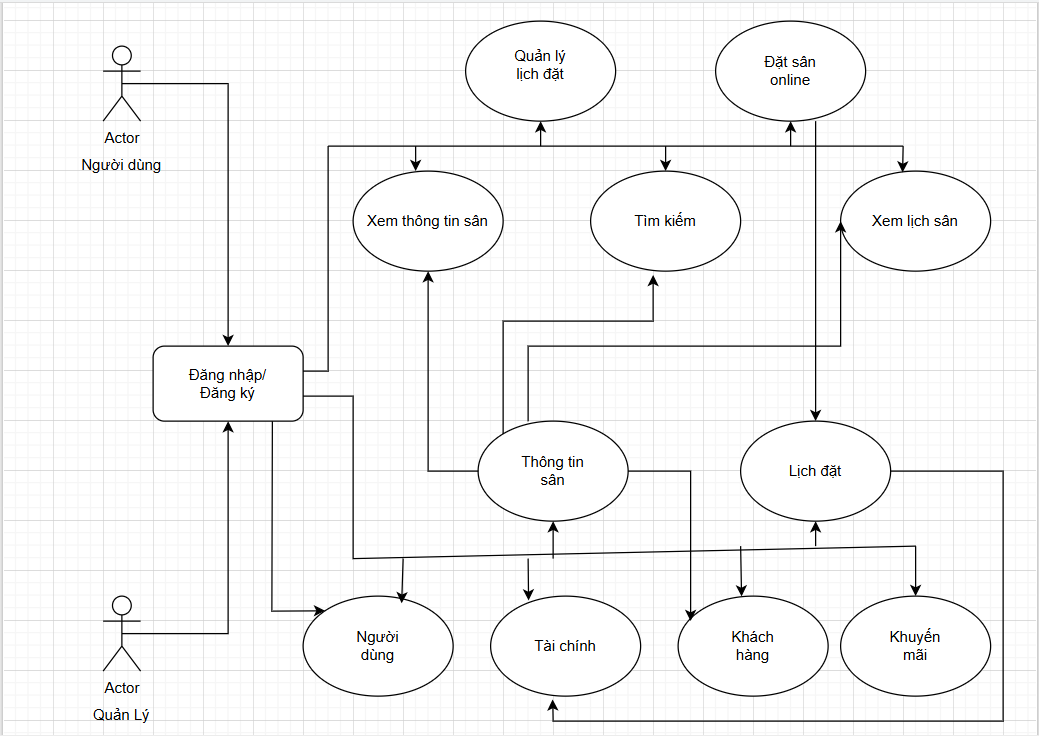 Quản lý
lịch đặt
Đặt sân
online
Actor
Người dùng
Xem thông tin sân
Tìm kiếm
Xem lịch sân
Đăng nhập/
Đăng ký
Thông tin
sân
Lịch đặt
Người
dùng
Tài chính
Khách
hàng
Khuyến
mãi
Actor
Quản Lý